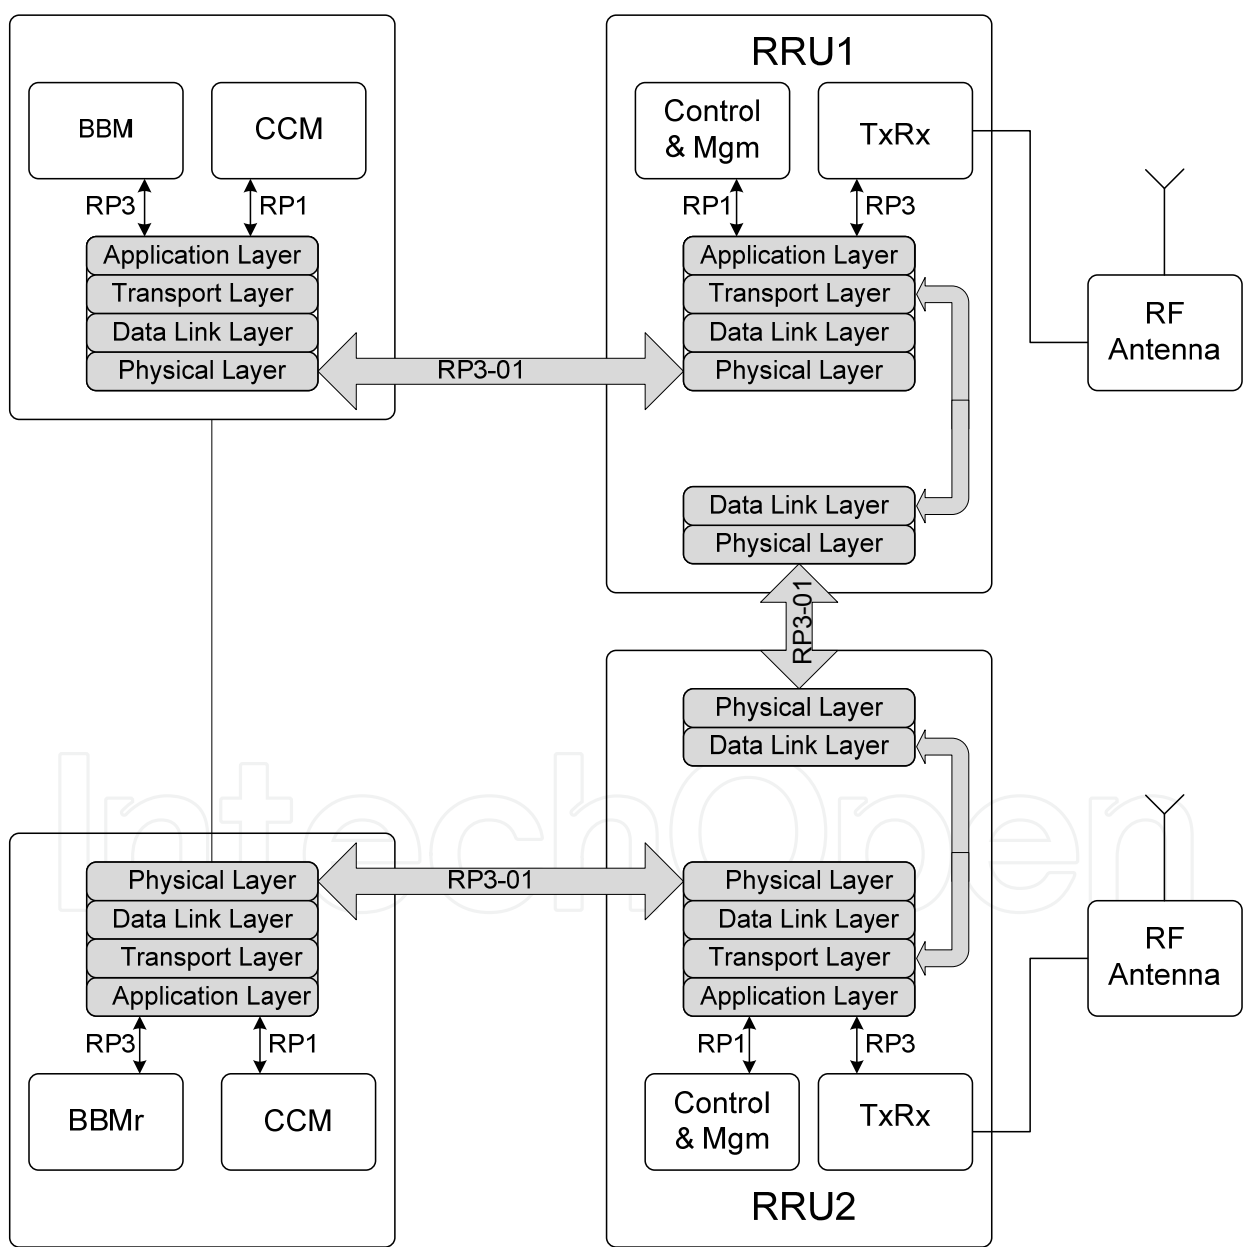 RRU1
BBM
CCM
Control
& Mgm
TxRx
RP3
RP1
RP1
RP3
Application Layer
Transport Layer
Data Link Layer
Physical Layer
RP3-01
Application Layer
Transport Layer
Data Link Layer
Physical Layer
RF
Antenna
Data Link Layer
Physical Layer
RP3-01
Physical Layer
Data Link Layer
IntechOpen
Physical Layer
Data Link Layer
Transport Layer
Application Layer
RP3-01
Physical Layer
Data Link Layer
Transport Layer
Application Layer
RF
Antenna
RP3
RP1
RP1
RP3
BBMr
CCM
Control
& Mgm
TxRx
RRU2